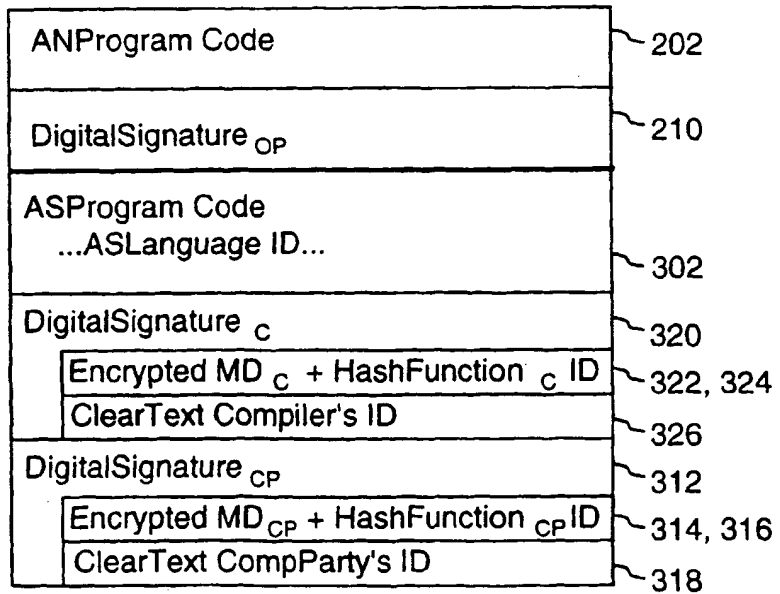 ANProgram Code 202
DigitalSignature OP 210
ASProgram Code
...ASLanguage ID... 302
DigitalSignature C 320
Encrypted MD C + HashFunction C ID 322, 324
ClearText Compiler's ID 326
DigitalSignature CP 312
Encrypted MD CP + HashFunction CP ID 314, 316
ClearText CompParty's ID 318